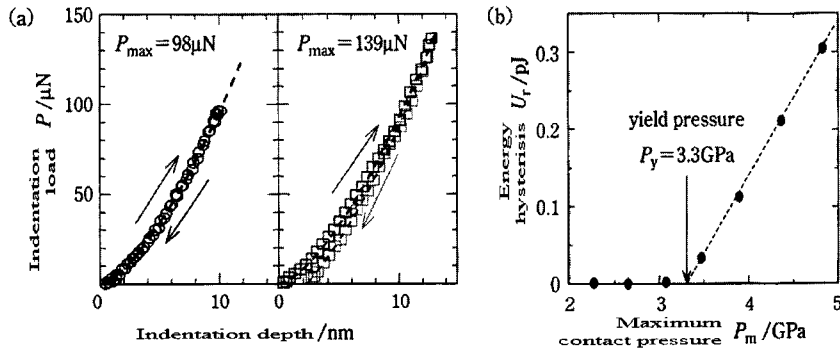 (a)
P_max=98μN
P_max=139μN
Indentation load P /μN
150
100
50
0
10
0
10
Indentation depth /nm
(b)
Energy hysterisis U_r /pJ
0.3
0.2
0.1
0
yield pressure
P_y=3.3GPa
2
3
4
5
Maximum contact pressure P_m /GPa